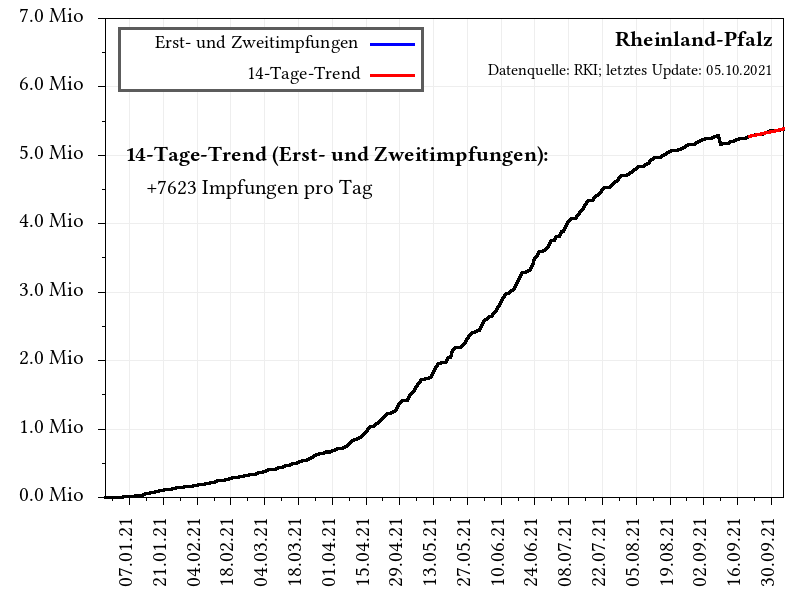 7.0 Mio
6.0 Mio
5.0 Mio
4.0 Mio
3.0 Mio
2.0 Mio
1.0 Mio
0.0 Mio
Erst- und Zweitimpfungen
14-Tage-Trend
Rheinland-Pfalz
Datenquelle: RKI; letztes Update: 05.10.2021
14-Tage-Trend (Erst- und Zweitimpfungen):
+7623 Impfungen pro Tag
07.01.21
21.01.21
04.02.21
18.02.21
04.03.21
18.03.21
01.04.21
15.04.21
29.04.21
13.05.21
27.05.21
10.06.21
24.06.21
08.07.21
22.07.21
05.08.21
19.08.21
02.09.21
16.09.21
30.09.21